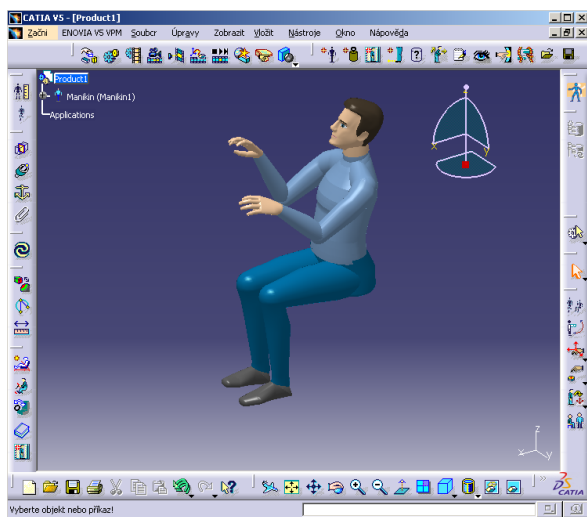 CATIA V5 - [Product1]
Začni ENOVIA V5 VPM Soubor Úpravy Zobrazit Vložit Nástroje Okno Nápověda
Product1
Manikin (Manikin1)
Applications
x y
z
x y
CATIA
Vyberte objekt nebo příkaz!